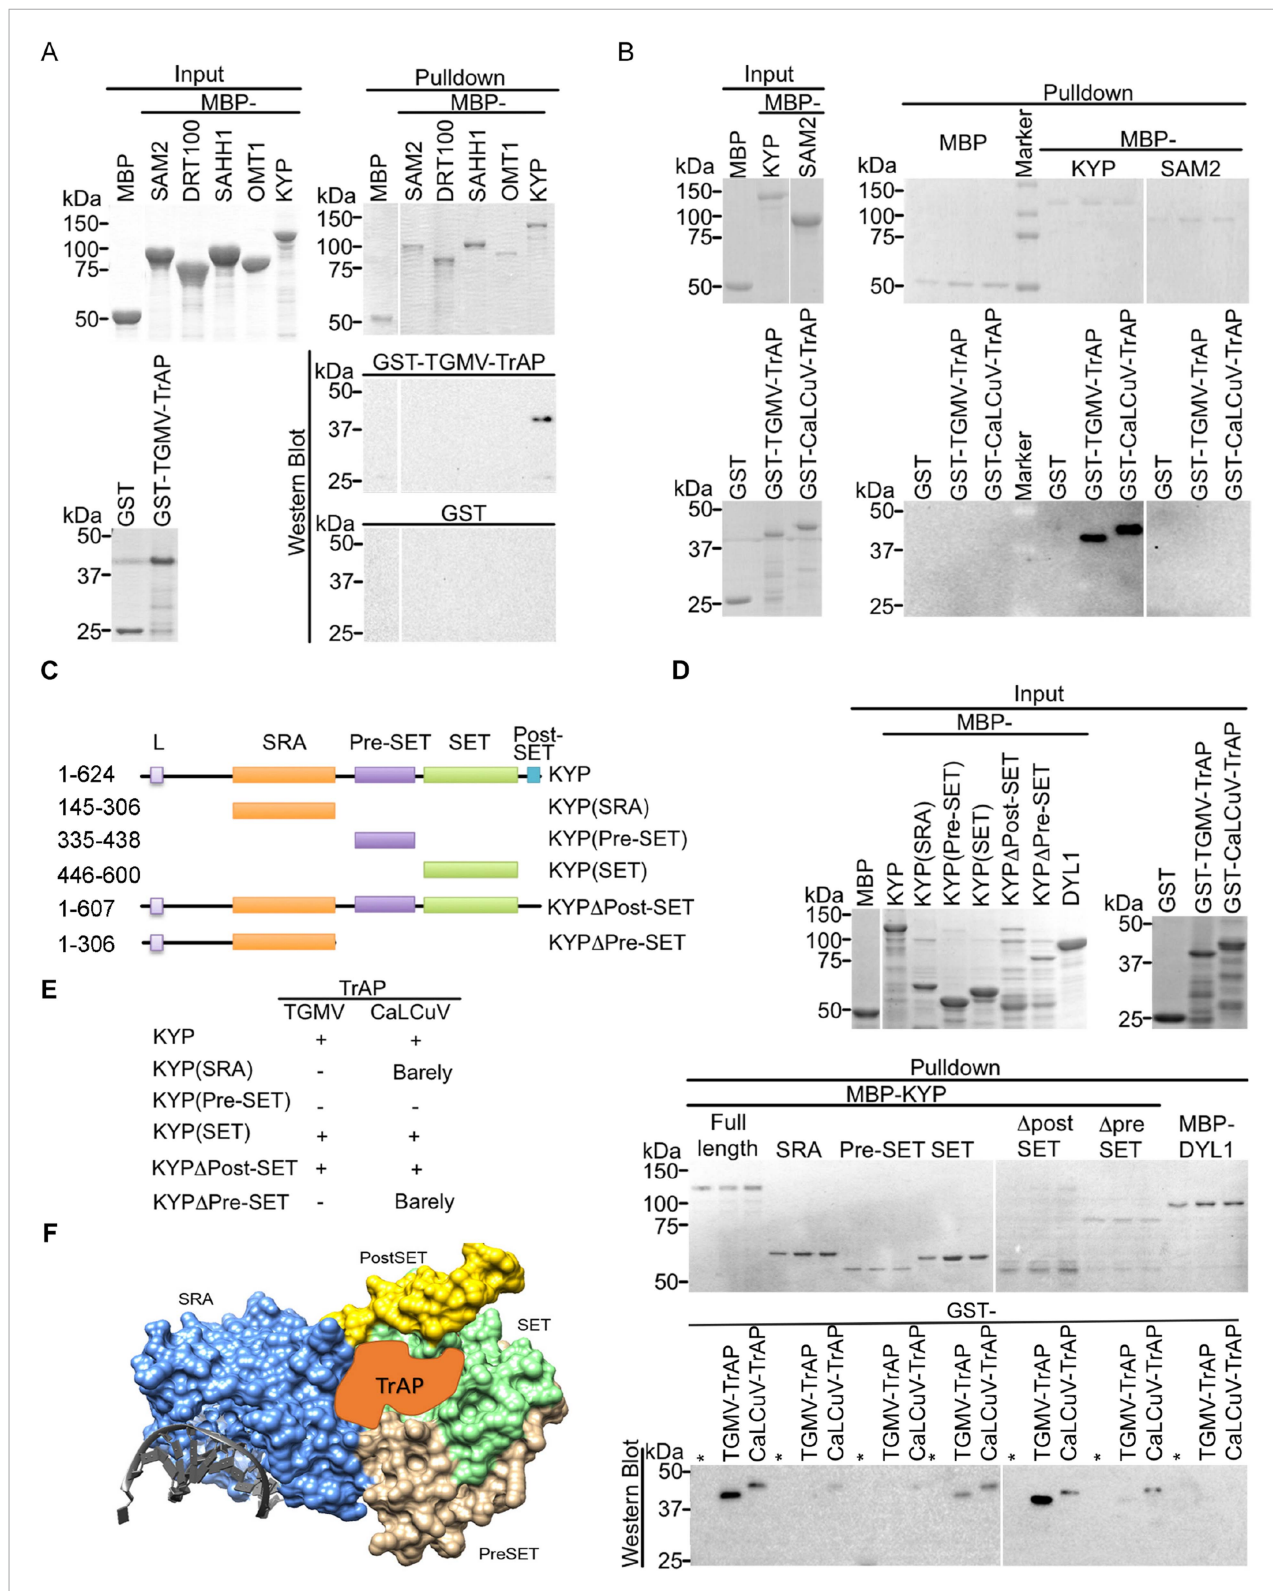 A
Input
MBP-
MBP
SAM2
DRT100
SAHH1
OMT1
KYP
kDa
150
100
75
50
Pulldown
MBP-
MBP
SAM2
DRT100
SAHH1
OMT1
KYP
kDa
150
100
75
50
GST
GST-TGMV-TrAP
kDa
50
37
25
Western Blot
GST-TGMV-TrAP
kDa
50
37
25
GST
kDa
50
37
25
B
Input
MBP-
MBP
KYP
SAM2
kDa
150
100
75
50
Pulldown
MBP
Marker
MBP-
KYP
SAM2
kDa
150
100
75
50
GST
GST-TGMV-TrAP
GST-CaLCuV-TrAP
kDa
50
37
25
GST
GST-TGMV-TrAP
GST-CaLCuV-TrAP
Marker
GST
GST-TGMV-TrAP
GST-CaLCuV-TrAP
GST
GST-TGMV-TrAP
GST-CaLCuV-TrAP
kDa
50
37
25
C
L SRA Pre-SET SET Post-SET
1-624 KYP
145-306 KYP(SRA)
335-438 KYP(Pre-SET)
446-600 KYP(SET)
1-607 KYPΔPost-SET
1-306 KYPΔPre-SET
D
Input
MBP-
MBP
KYP
KYP(SRA)
KYP(Pre-SET)
KYP(SET)
KYPΔPost-SET
KYPΔPre-SET
DYL1
kDa
150
100
75
50
GST
GST-TGMV-TrAP
GST-CaLCuV-TrAP
kDa
50
37
25
Pulldown
MBP-KYP
Full length
SRA
Pre-SET
SET
Δpost SET
Δpre SET
MBP-DYL1
kDa
150
100
75
50
GST-
* TGMV-TrAP CaLCuV-TrAP
* TGMV-TrAP CaLCuV-TrAP
* TGMV-TrAP CaLCuV-TrAP
* TGMV-TrAP CaLCuV-TrAP
* TGMV-TrAP CaLCuV-TrAP
* TGMV-TrAP CaLCuV-TrAP
* TGMV-TrAP CaLCuV-TrAP
Western Blot
kDa
50
37
25
E
TrAP
TGMV CaLCuV
KYP + +
KYP(SRA) - Barely
KYP(Pre-SET) - -
KYP(SET) + +
KYPΔPost-SET + +
KYPΔPre-SET - Barely
F
PostSET
SRA
SET
TrAP
PreSET